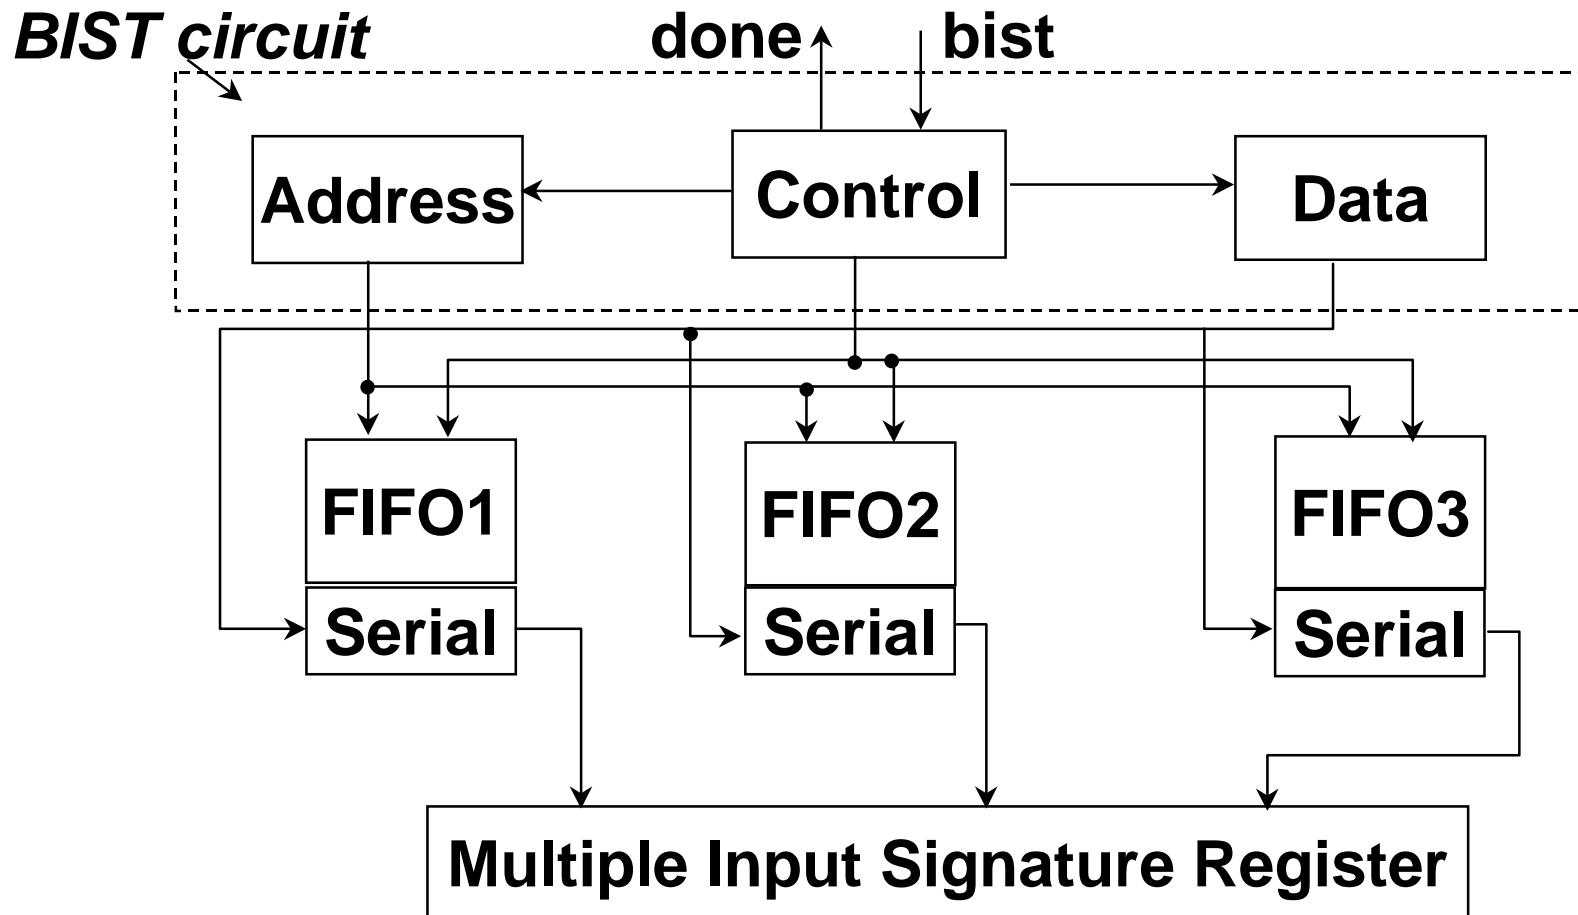 BIST circuit done bist
Address Control Data
FIFO1 FIFO2 FIFO3
Serial Serial Serial
Multiple Input Signature Register